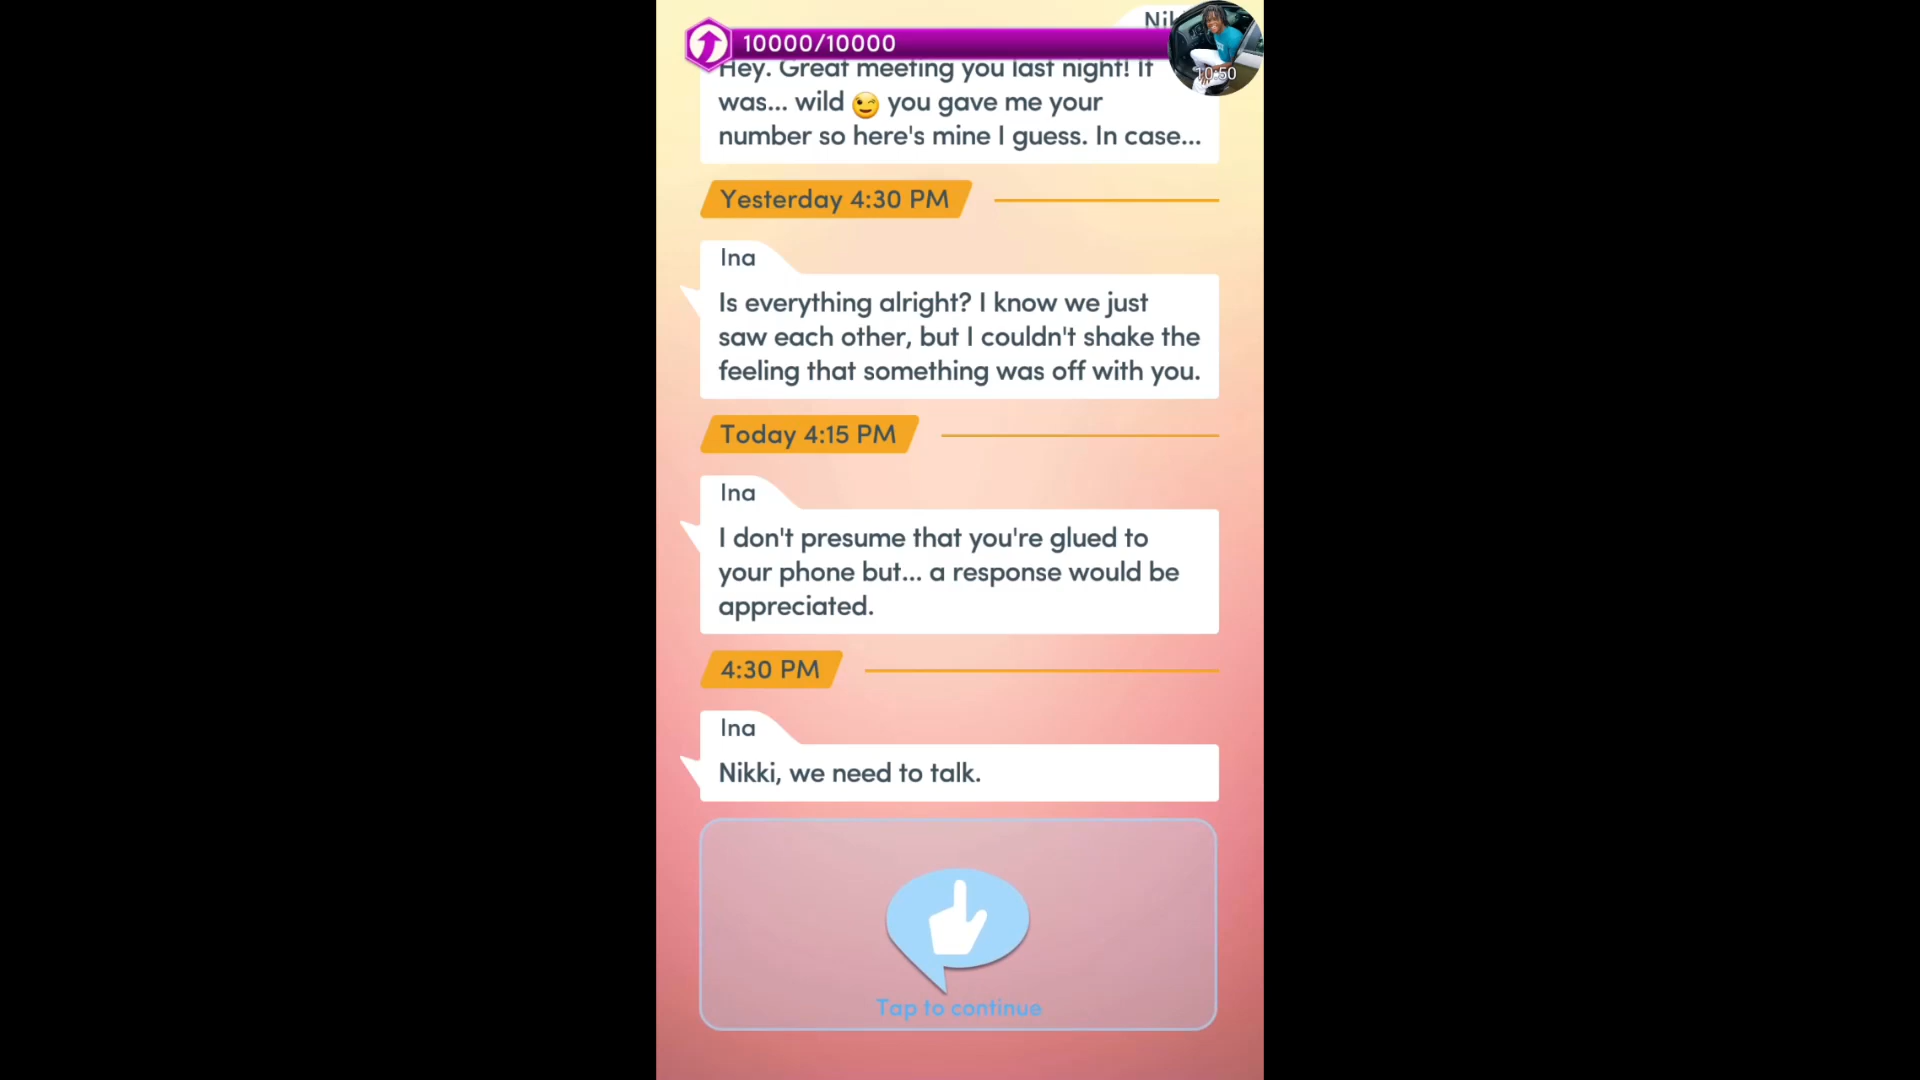 Nik
10000/10000
10:50
Hey. Great meeting you last night! It
was... wild 😉 you gave me your
number so here's mine I guess. In case...
Yesterday 4:30 PM
Ina
Is everything alright? I know we just
saw each other, but I couldn't shake the
feeling that something was off with you.
Today 4:15 PM
Ina
I don't presume that you're glued to
your phone but... a response would be
appreciated.
4:30 PM
Ina
Nikki, we need to talk.
Tap to continue